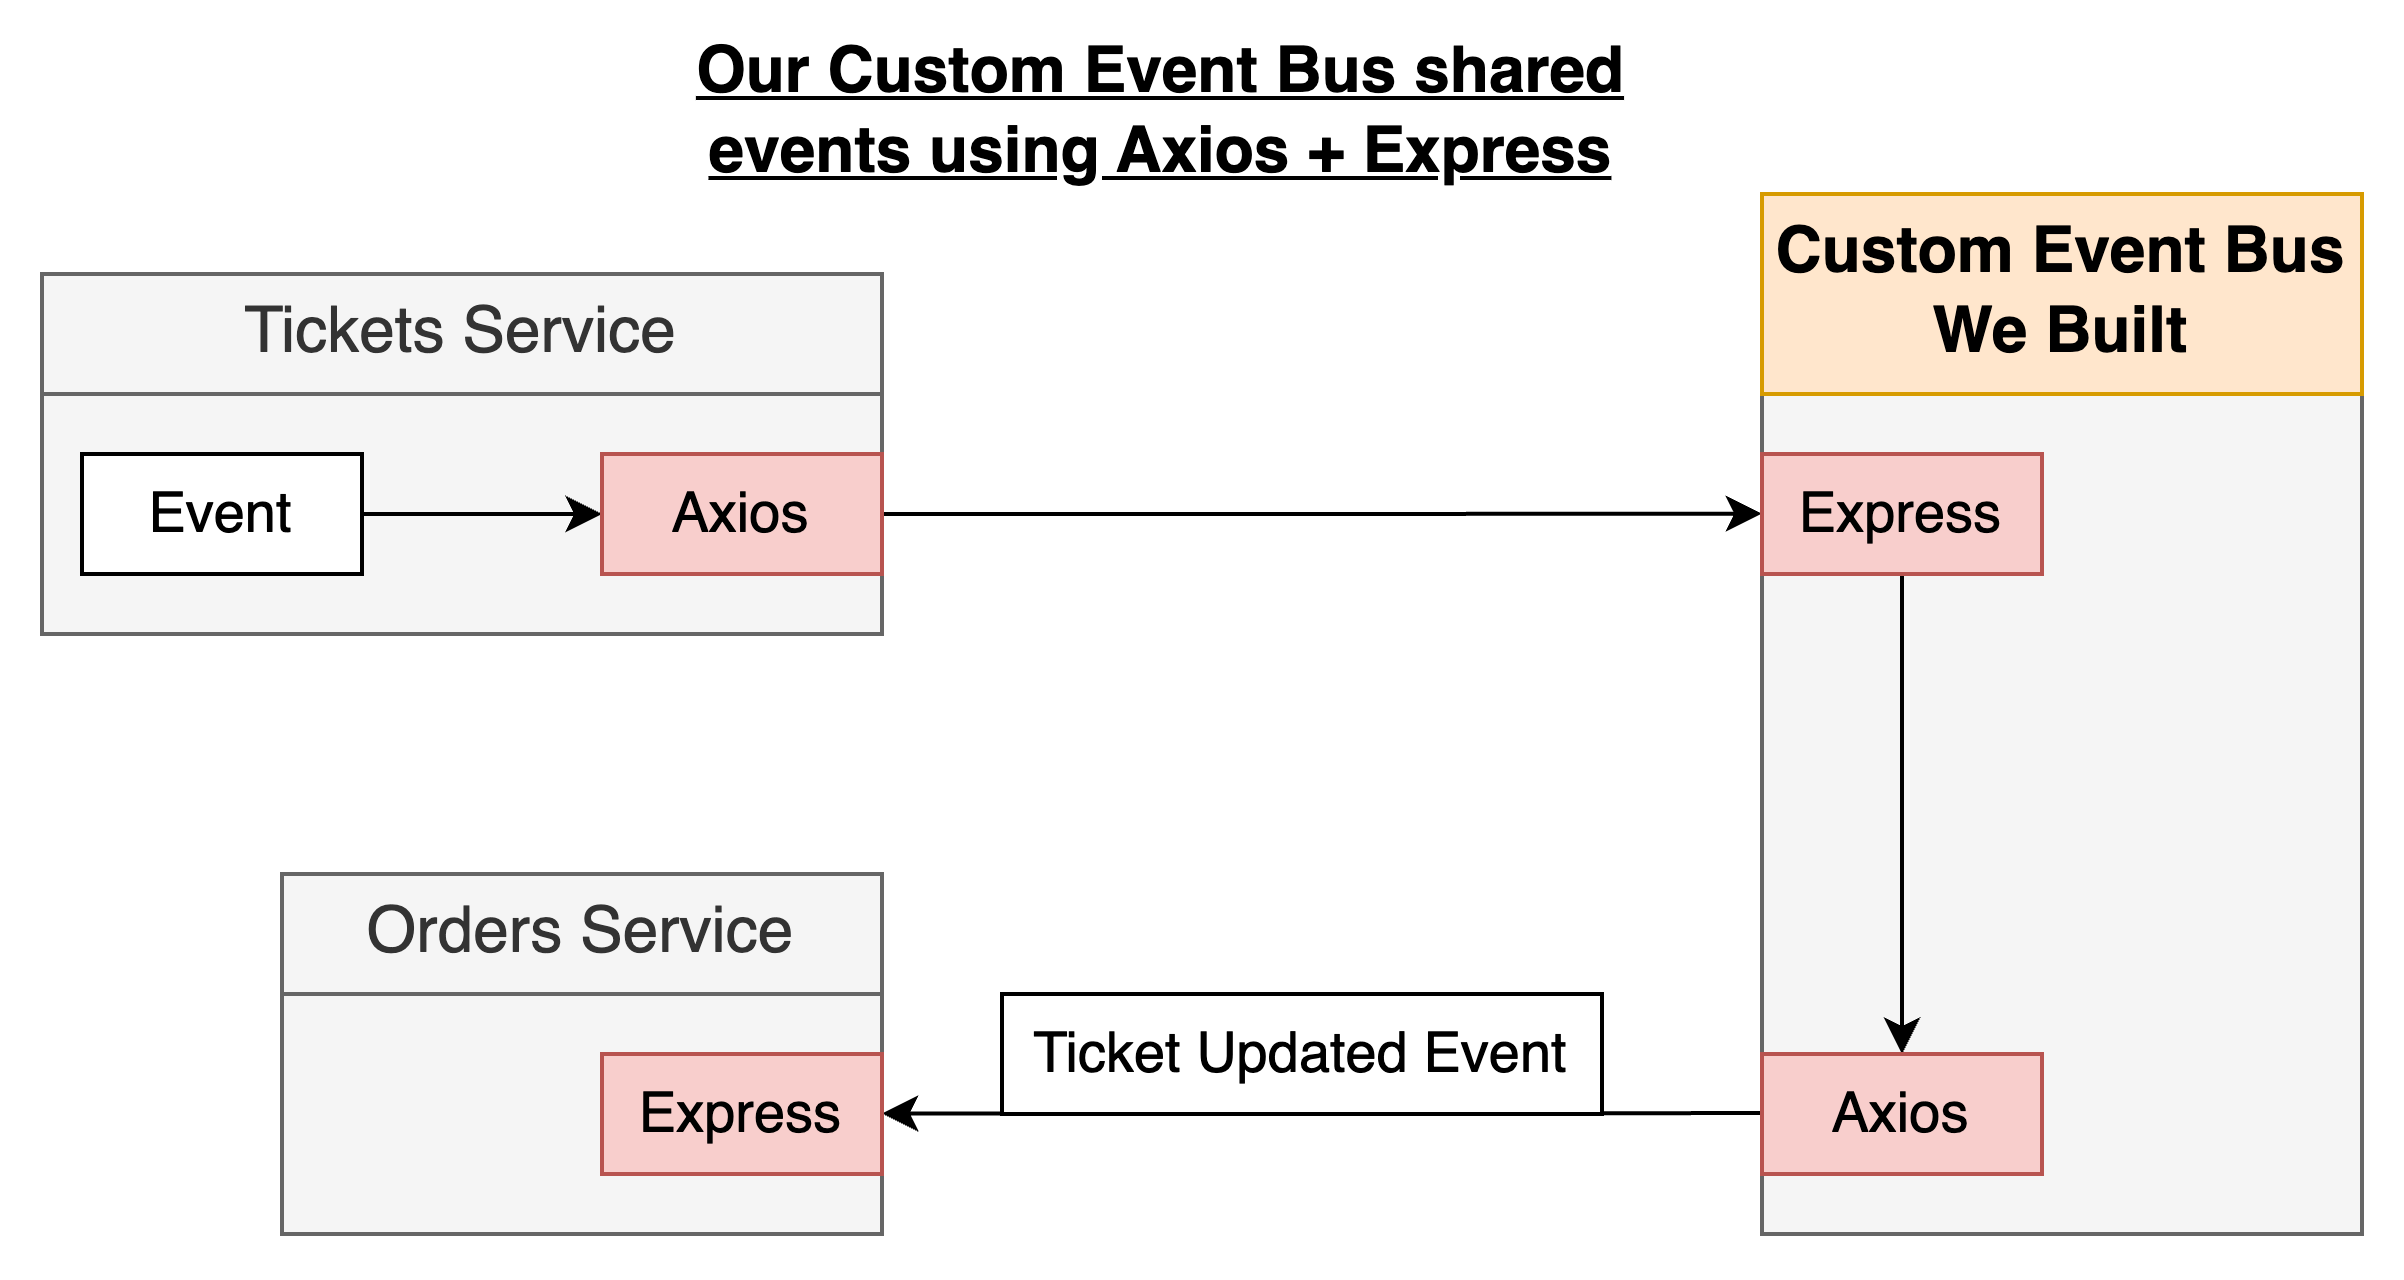 Our Custom Event Bus shared
events using Axios + Express
Custom Event Bus
We Built
Tickets Service
Event
Axios
Express
Orders Service
Ticket Updated Event
Express
Axios